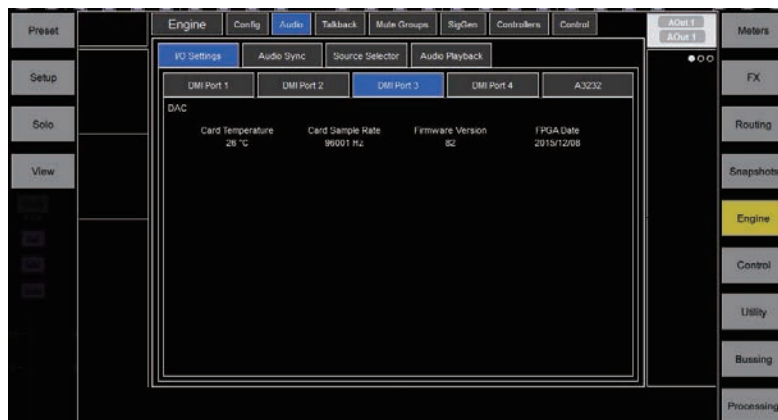 Preset
Setup
Solo
View
Engine Config Audio Talkback Mute Groups SigGen Controllers Control
I/O Settings Audio Sync Source Selector Audio Playback
DMI Port 1 DMI Port 2 DMI Port 3 DMI Port 4 A3232
DAC
Card Temperature Card Sample Rate Firmware Version FPGA Date
26 °C 96001 Hz 82 2015/12/08
AOut 1
AOut 1
Meters
FX
Routing
Snapshots
Engine
Control
Utility
Bussing
Processing